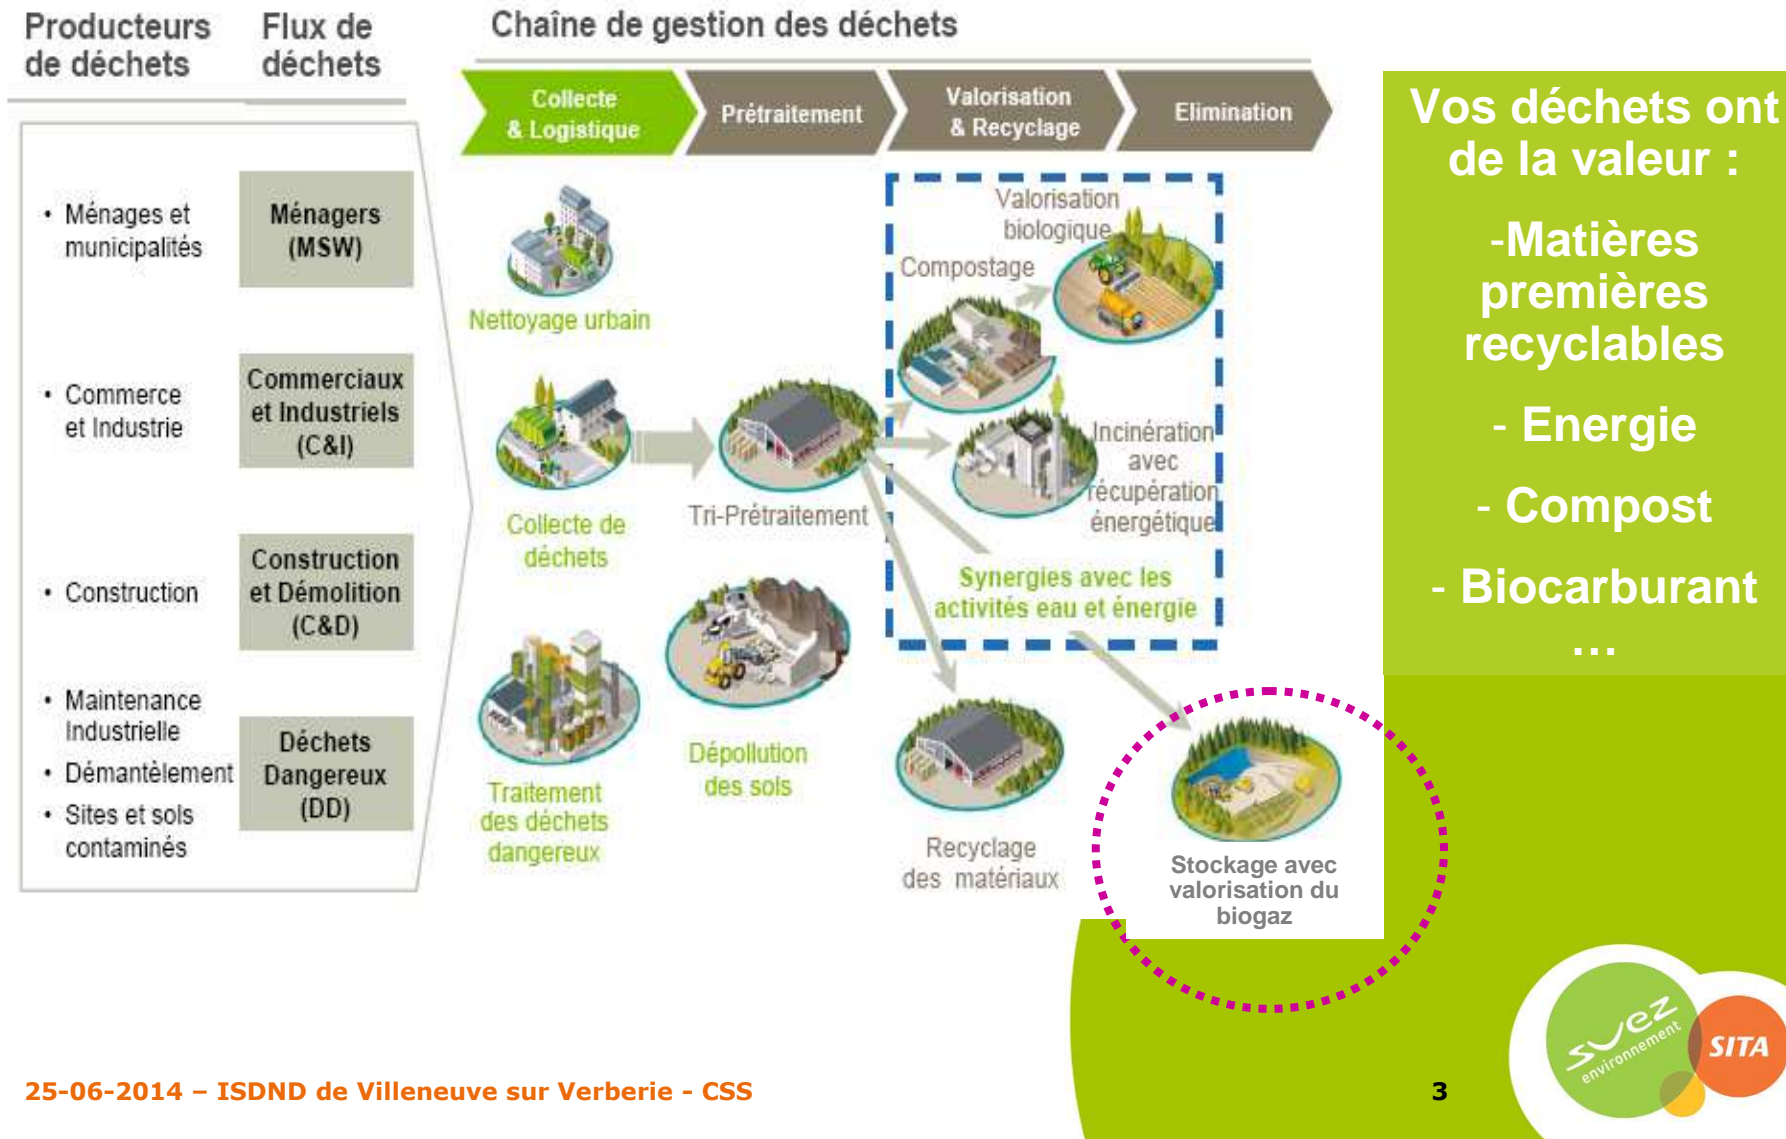 Producteurs
de déchets
Flux de
déchets
Chaîne de gestion des déchets
Collecte
& Logistique
Prétraitement
Valorisation
& Recyclage
Elimination
• Ménages et
municipalités
Ménagers
(MSW)
• Commerce
et Industrie
Commerciaux
et Industriels
(C&I)
• Construction
Construction
et Démolition
(C&D)
• Maintenance
Industrielle
• Démantèlement
• Sites et sols
contaminés
Déchets
Dangereux
(DD)
Nettoyage urbain
Collecte de
déchets
Traitement
des déchets
dangereux
Tri-Prétraitement
Dépollution
des sols
Valorisation
biologique
Compostage
Incinération
avec
récupération
énergétique
Synergies avec les
activités eau et énergie
Recyclage
des matériaux
Stockage avec
valorisation du
biogaz
Vos déchets ont
de la valeur :
-Matières
premières
recyclables
- Energie
- Compost
- Biocarburant
...
suez
environnement
SITA
25-06-2014 – ISDND de Villeneuve sur Verberie - CSS
3